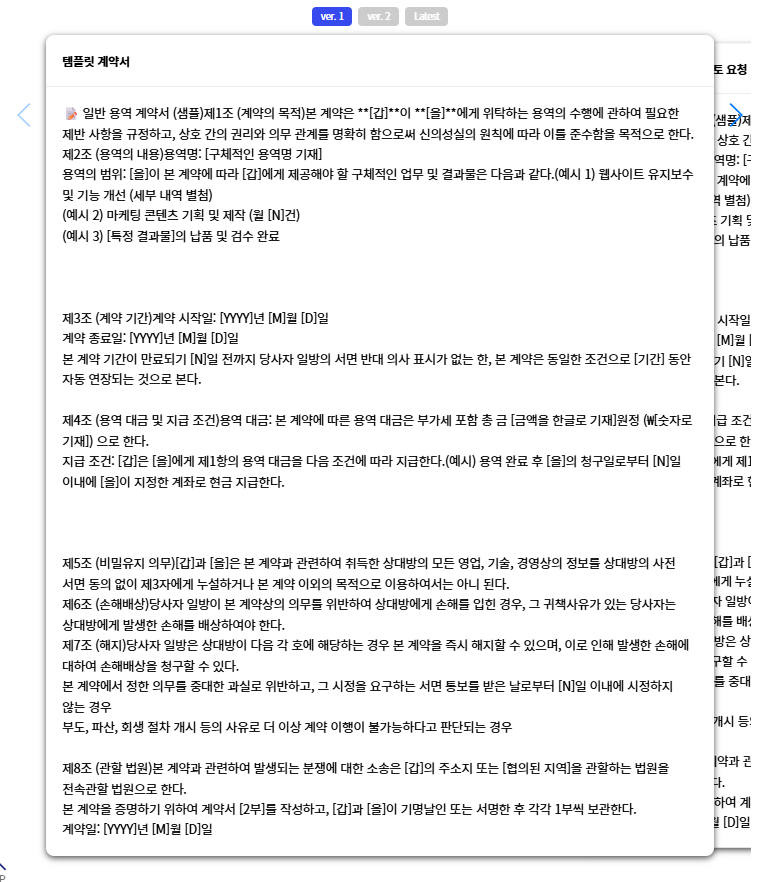 ver. 1 ver. 2 Latest
템플릿 계약서
📝 일반 용역 계약서 (샘플)제1조 (계약의 목적)본 계약은 **[갑]**이 **[을]**에게 위탁하는 용역의 수행에 관하여 필요한
제반 사항을 규정하고, 상호 간의 권리와 의무 관계를 명확히 함으로써 신의성실의 원칙에 따라 이를 준수함을 목적으로 한다.
제2조 (용역의 내용)용역명: [구체적인 용역명 기재]
용역의 범위: [을]이 본 계약에 따라 [갑]에게 제공해야 할 구체적인 업무 및 결과물은 다음과 같다.(예시 1) 웹사이트 유지보수
및 기능 개선 (세부 내역 별첨)
(예시 2) 마케팅 콘텐츠 기획 및 제작 (월 [N]건)
(예시 3) [특정 결과물]의 납품 및 검수 완료
제3조 (계약 기간)계약 시작일: [YYYY]년 [M]월 [D]일
계약 종료일: [YYYY]년 [M]월 [D]일
본 계약 기간이 만료되기 [N]일 전까지 당사자 일방의 서면 반대 의사 표시가 없는 한, 본 계약은 동일한 조건으로 [기간] 동안
자동 연장되는 것으로 본다.
제4조 (용역 대금 및 지급 조건)용역 대금: 본 계약에 따른 용역 대금은 부가세 포함 총 금 [금액을 한글로 기재]원정 (₩[숫자로
기재]) 으로 한다.
지급 조건: [갑]은 [을]에게 제1항의 용역 대금을 다음 조건에 따라 지급한다.(예시) 용역 완료 후 [을]의 청구일로부터 [N]일
이내에 [을]이 지정한 계좌로 현금 지급한다.
제5조 (비밀유지 의무)[갑]과 [을]은 본 계약과 관련하여 취득한 상대방의 모든 영업, 기술, 경영상의 정보를 상대방의 사전
서면 동의 없이 제3자에게 누설하거나 본 계약 이외의 목적으로 이용하여서는 아니 된다.
제6조 (손해배상)당사자 일방이 본 계약상의 의무를 위반하여 상대방에게 손해를 입힌 경우, 그 귀책사유가 있는 당사자는
상대방에게 발생한 손해를 배상하여야 한다.
제7조 (해지)당사자 일방은 상대방이 다음 각 호에 해당하는 경우 본 계약을 즉시 해지할 수 있으며, 이로 인해 발생한 손해에
대하여 손해배상을 청구할 수 있다.
본 계약에서 정한 의무를 중대한 과실로 위반하고, 그 시정을 요구하는 서면 통보를 받은 날로부터 [N]일 이내에 시정하지
않는 경우
부도, 파산, 회생 절차 개시 등의 사유로 더 이상 계약 이행이 불가능하다고 판단되는 경우
제8조 (관할 법원)본 계약과 관련하여 발생되는 분쟁에 대한 소송은 [갑]의 주소지 또는 [협의된 지역]을 관할하는 법원을
전속관할 법원으로 한다.
본 계약을 증명하기 위하여 계약서 [2부]를 작성하고, [갑]과 [을]이 기명날인 또는 서명한 후 각각 1부씩 보관한다.
계약일: [YYYY]년 [M]월 [D]일